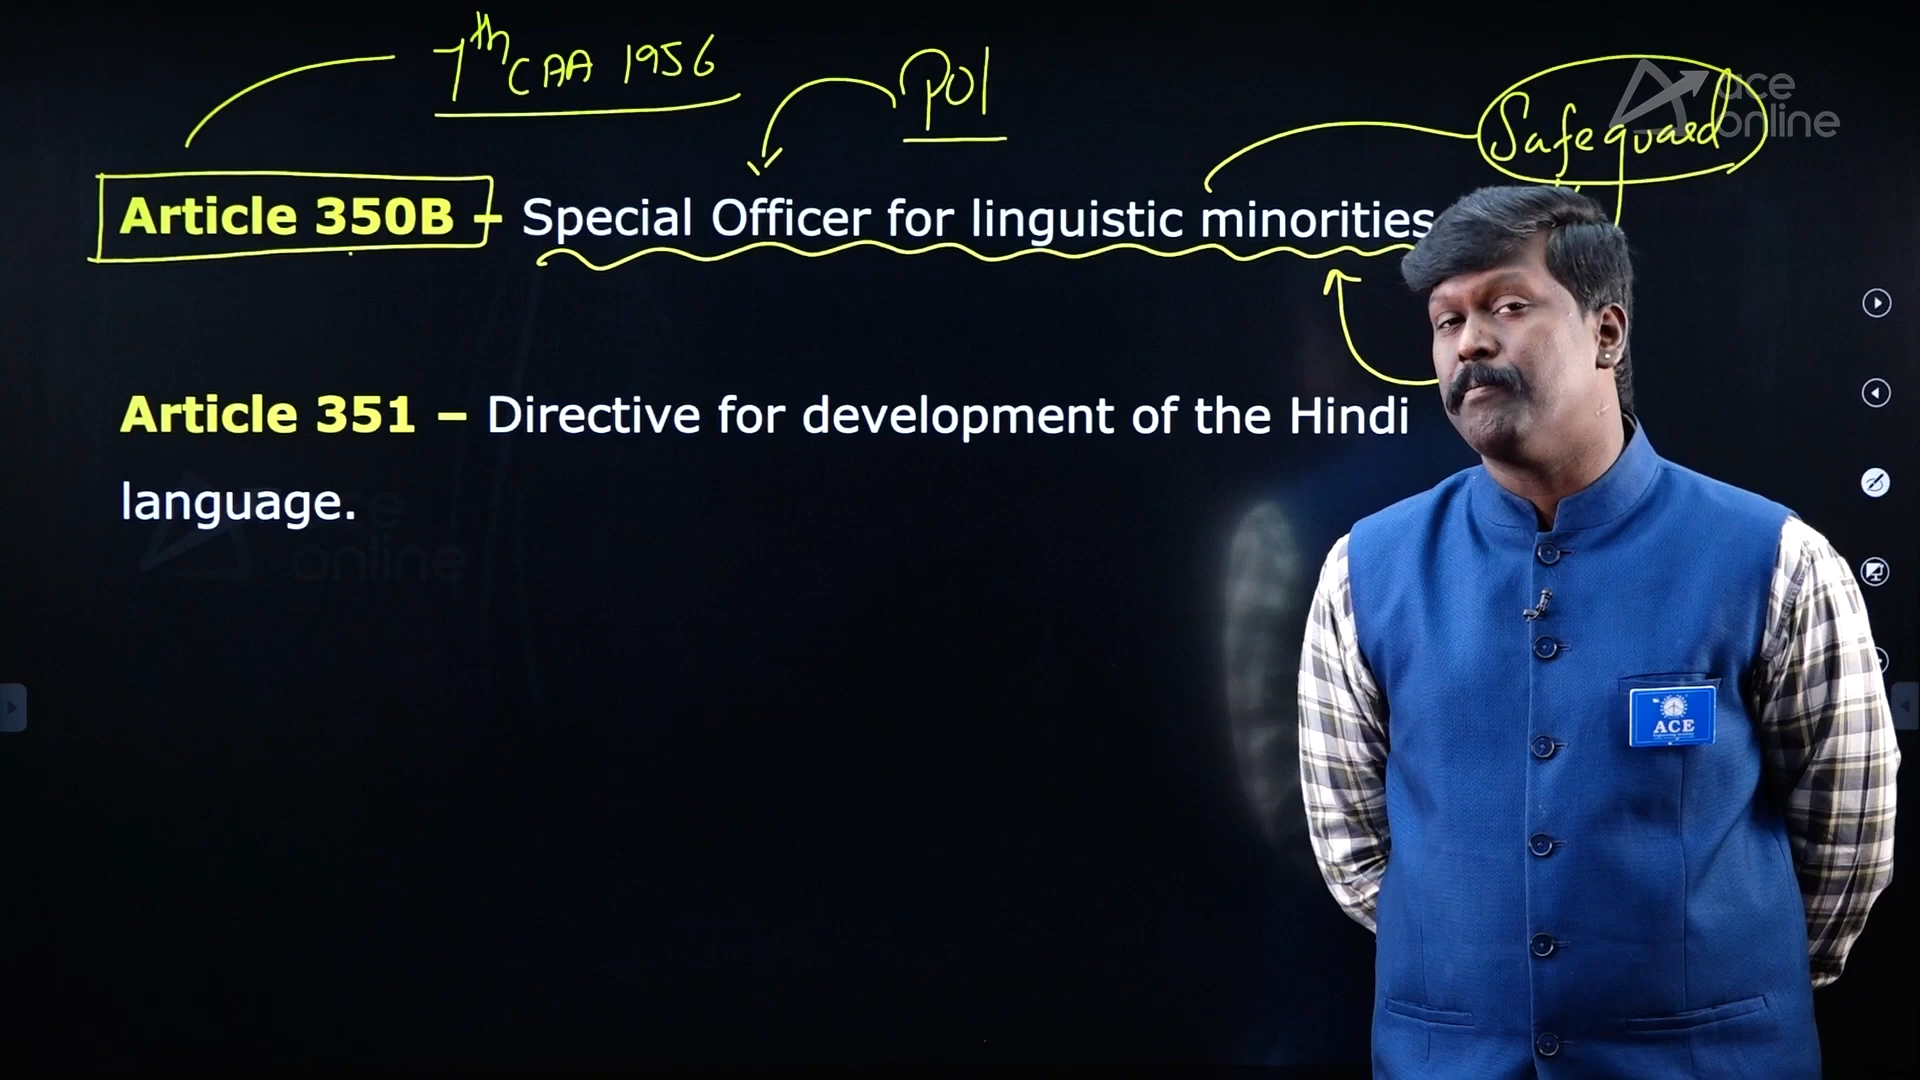 7th CAA 1956
POI
Safeguard
ace
online
Article 350B – Special Officer for linguistic minorities
Article 351 – Directive for development of the Hindi
language.
ACE